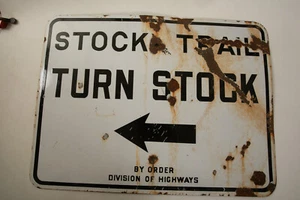 STOCK TRAIL
TURN STOCK
BY ORDER
DIVISION OF HIGHWAYS